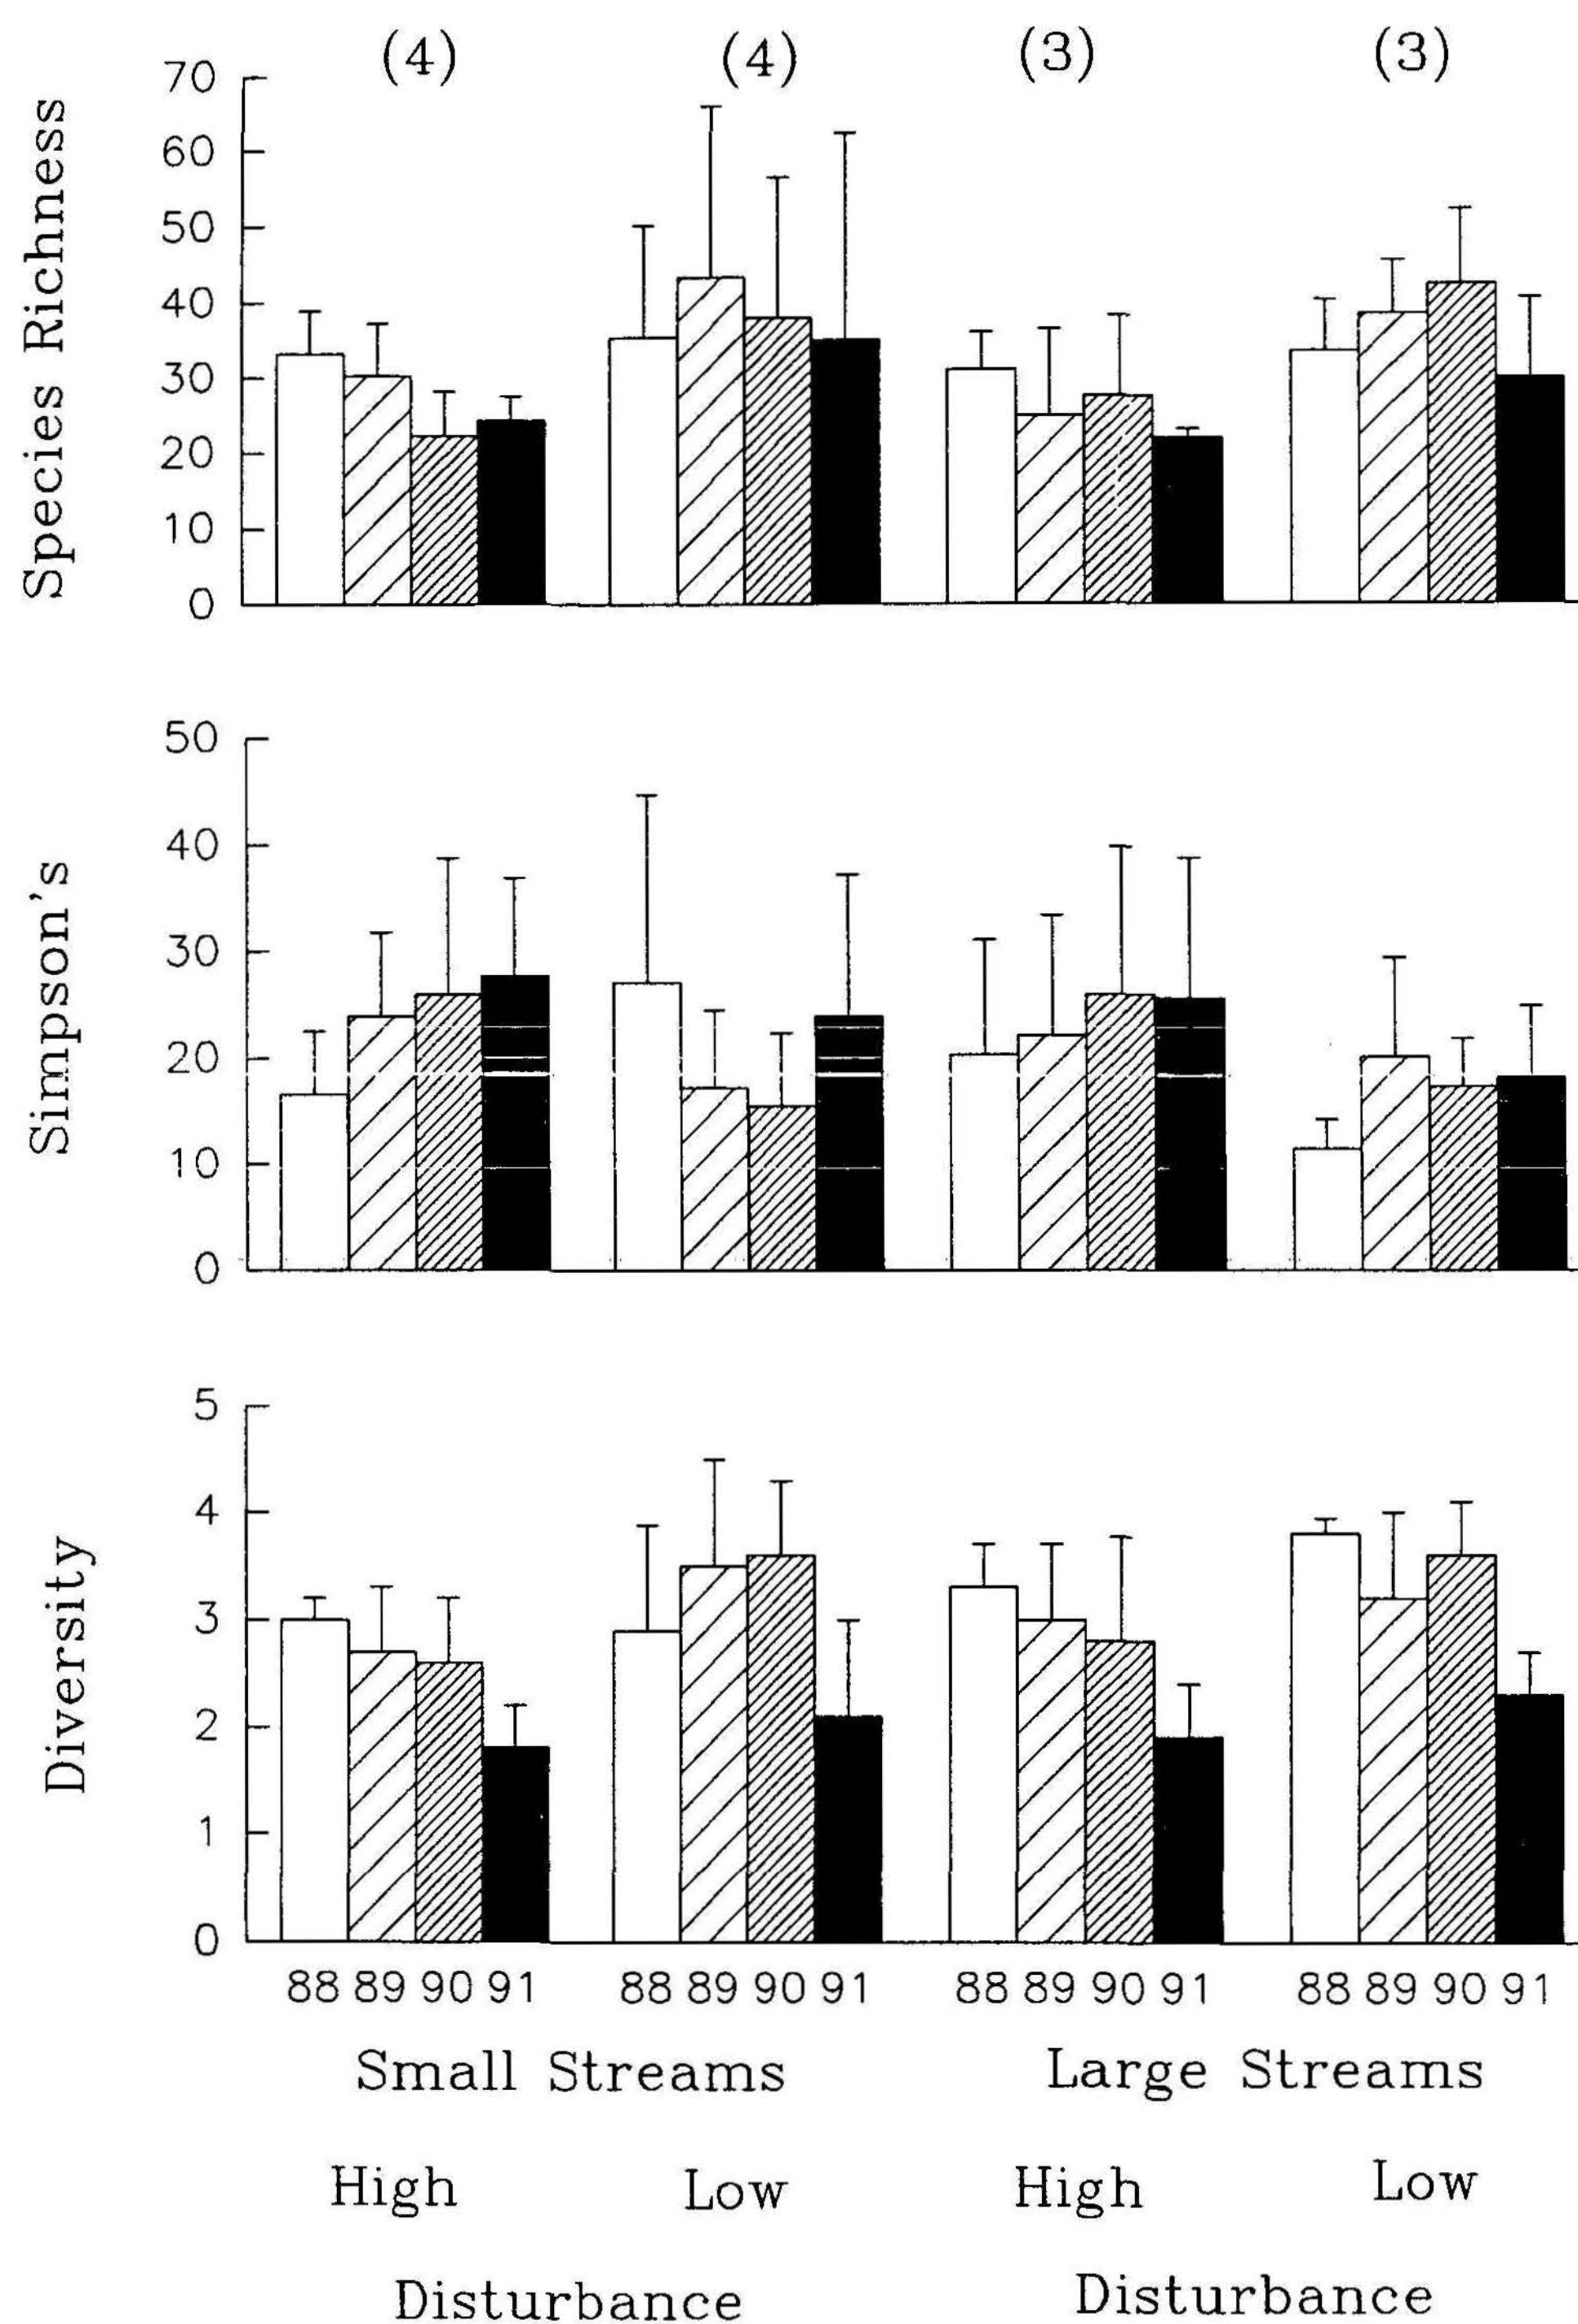 (4) (4) (3) (3)
Species Richness
70
60
50
40
30
20
10
0
Simpson's
50
40
30
20
10
0
Diversity
5
4
3
2
1
0
88 89 90 91 88 89 90 91 88 89 90 91 88 89 90 91
Small Streams Large Streams
High Low High Low
Disturbance Disturbance